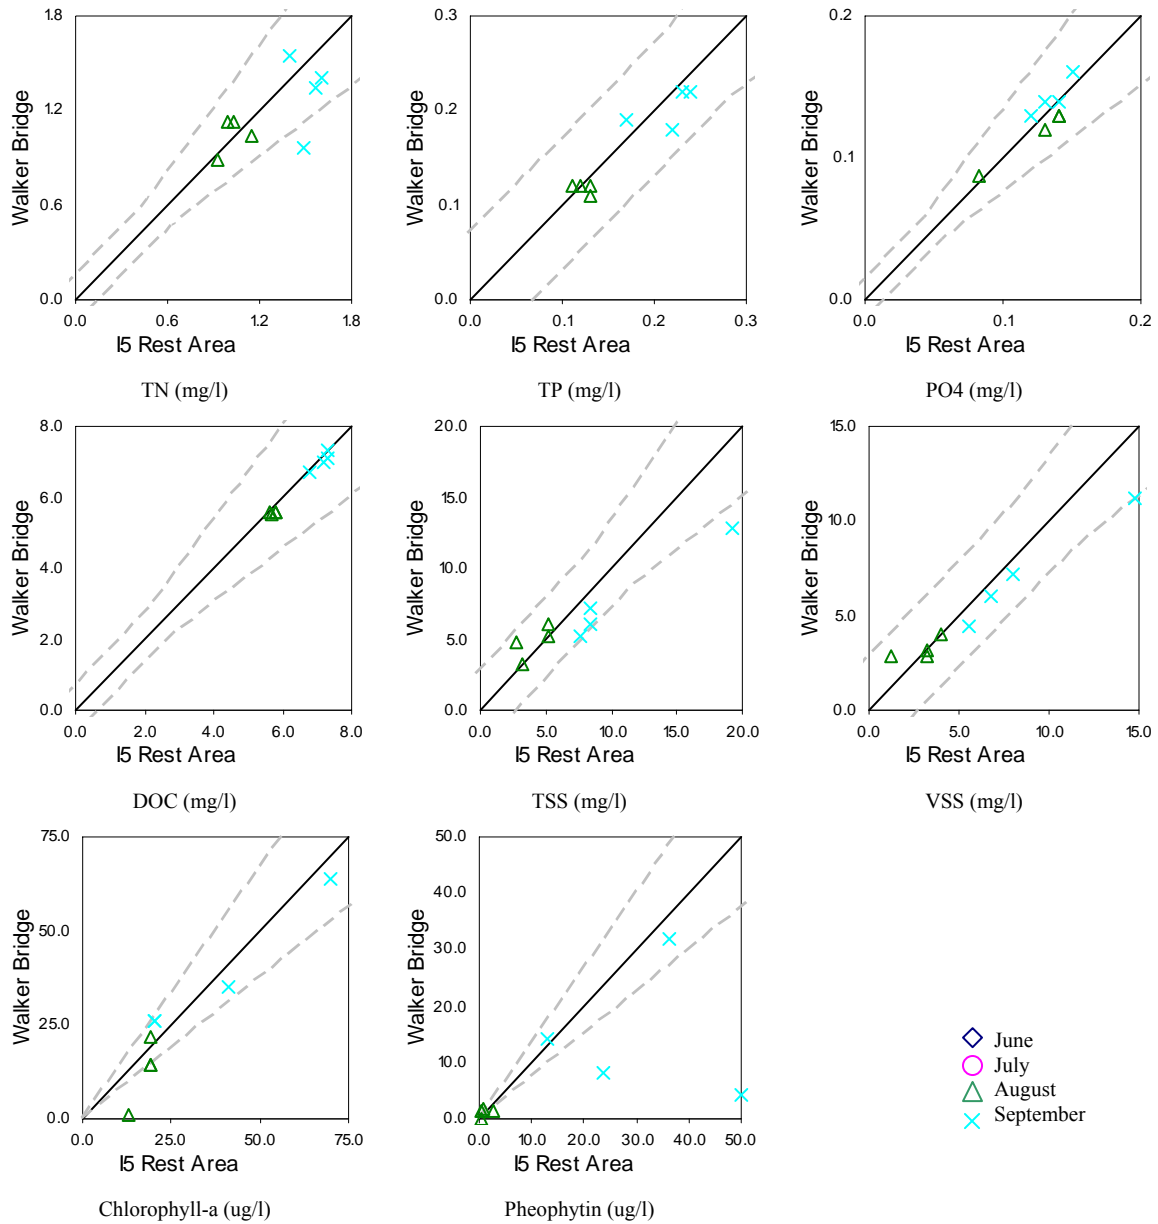 1.8
1.2
0.6
0.0
Walker Bridge
0.0 0.6 1.2 1.8
I5 Rest Area
TN (mg/l)
0.3
0.2
0.1
0.0
Walker Bridge
0.0 0.1 0.2 0.3
I5 Rest Area
TP (mg/l)
0.2
0.1
0.0
Walker Bridge
0.0 0.1 0.2
I5 Rest Area
PO4 (mg/l)
8.0
6.0
4.0
2.0
0.0
Walker Bridge
0.0 2.0 4.0 6.0 8.0
I5 Rest Area
DOC (mg/l)
20.0
15.0
10.0
5.0
0.0
Walker Bridge
0.0 5.0 10.0 15.0 20.0
I5 Rest Area
TSS (mg/l)
15.0
10.0
5.0
0.0
Walker Bridge
0.0 5.0 10.0 15.0
I5 Rest Area
VSS (mg/l)
75.0
50.0
25.0
0.0
Walker Bridge
0.0 25.0 50.0 75.0
I5 Rest Area
Chlorophyll-a (ug/l)
50.0
40.0
30.0
20.0
10.0
0.0
Walker Bridge
0.0 10.0 20.0 30.0 40.0 50.0
I5 Rest Area
Pheophytin (ug/l)
June
July
August
September